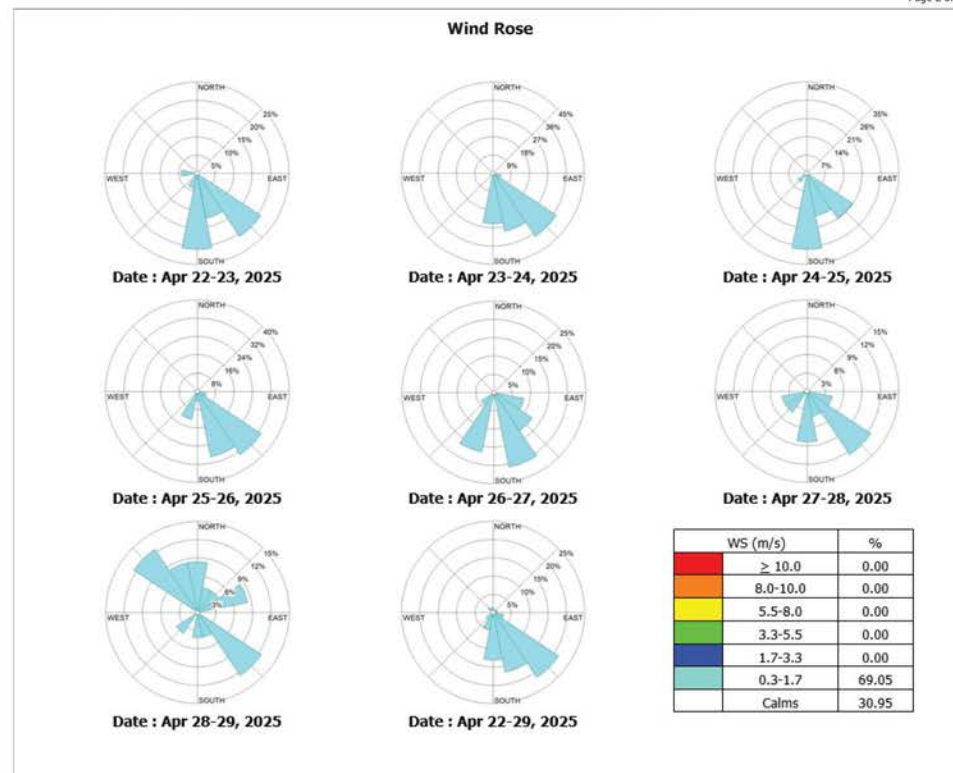 Wind Rose
NORTH
25%
20%
15%
10%
5%
WEST
EAST
SOUTH
Date : Apr 22-23, 2025
NORTH
45%
36%
27%
18%
9%
WEST
EAST
SOUTH
Date : Apr 23-24, 2025
NORTH
35%
28%
21%
14%
7%
WEST
EAST
SOUTH
Date : Apr 24-25, 2025
NORTH
40%
32%
24%
16%
8%
WEST
EAST
SOUTH
Date : Apr 25-26, 2025
NORTH
25%
20%
15%
10%
5%
WEST
EAST
SOUTH
Date : Apr 26-27, 2025
NORTH
15%
12%
9%
6%
3%
WEST
EAST
SOUTH
Date : Apr 27-28, 2025
NORTH
15%
12%
9%
6%
3%
WEST
EAST
SOUTH
Date : Apr 28-29, 2025
NORTH
25%
20%
15%
10%
5%
WEST
EAST
SOUTH
Date : Apr 22-29, 2025
WS (m/s) %
≥ 10.0 0.00
8.0-10.0 0.00
5.5-8.0 0.00
3.3-5.5 0.00
1.7-3.3 0.00
0.3-1.7 69.05
Calms 30.95